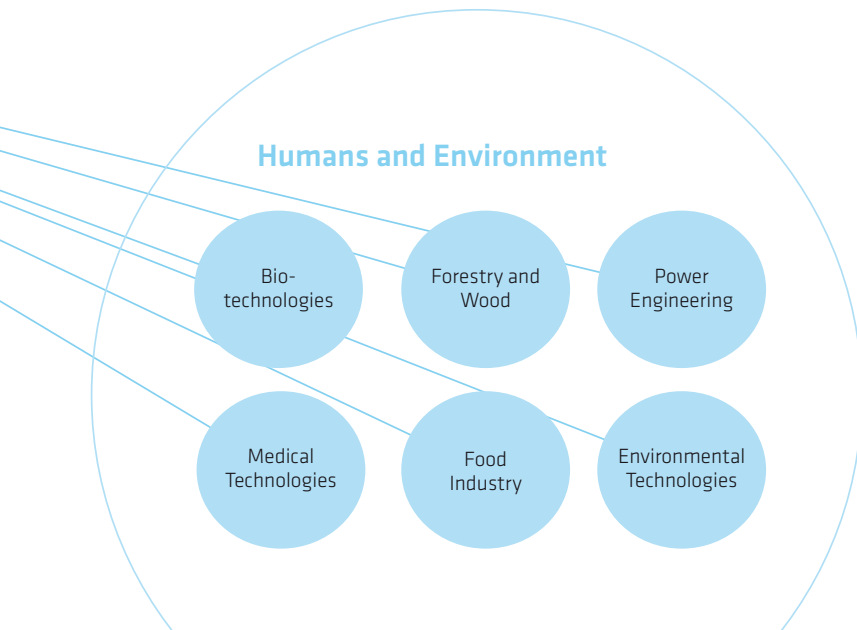 Humans and Environment
Bio-
technologies
Forestry and
Wood
Power
Engineering
Medical
Technologies
Food
Industry
Environmental
Technologies